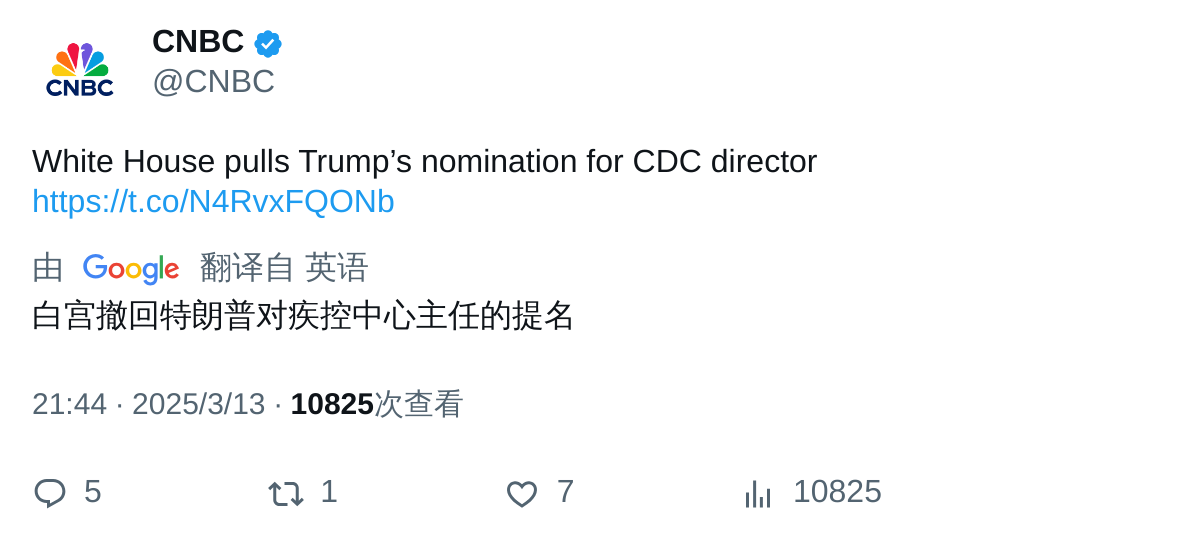 CNBC
CNBC
@CNBC
White House pulls Trump’s nomination for CDC director
https://t.co/N4RvxFQONb
由 Google 翻译自 英语
白宫撤回特朗普对疾控中心主任的提名
21:44 · 2025/3/13 · 10825次查看
5 1 7 10825